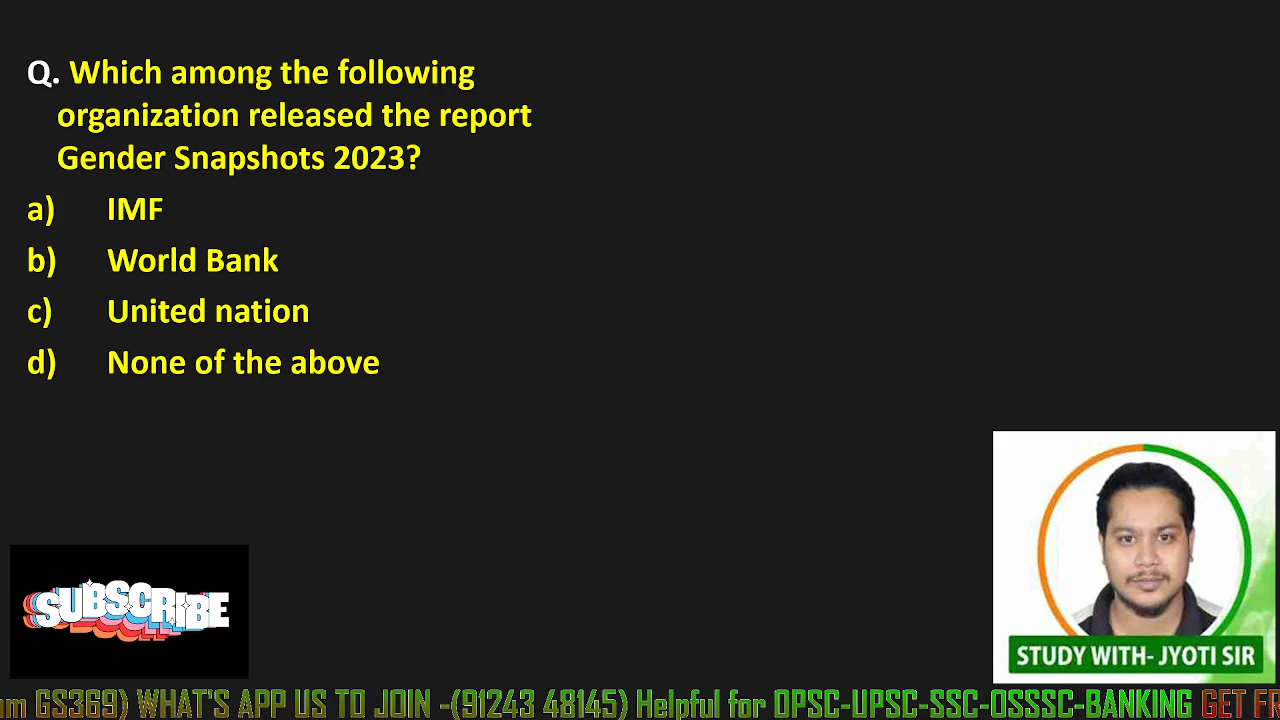 Q. Which among the following
organization released the report
Gender Snapshots 2023?
a) IMF
b) World Bank
c) United nation
d) None of the above
SUBSCRIBE
STUDY WITH- JYOTI SIR
am GS369) WHAT'S APP US TO JOIN -(91243 48145) Helpful for OPSC-UPSC-SSC-OSSSC-BANKING GET FR